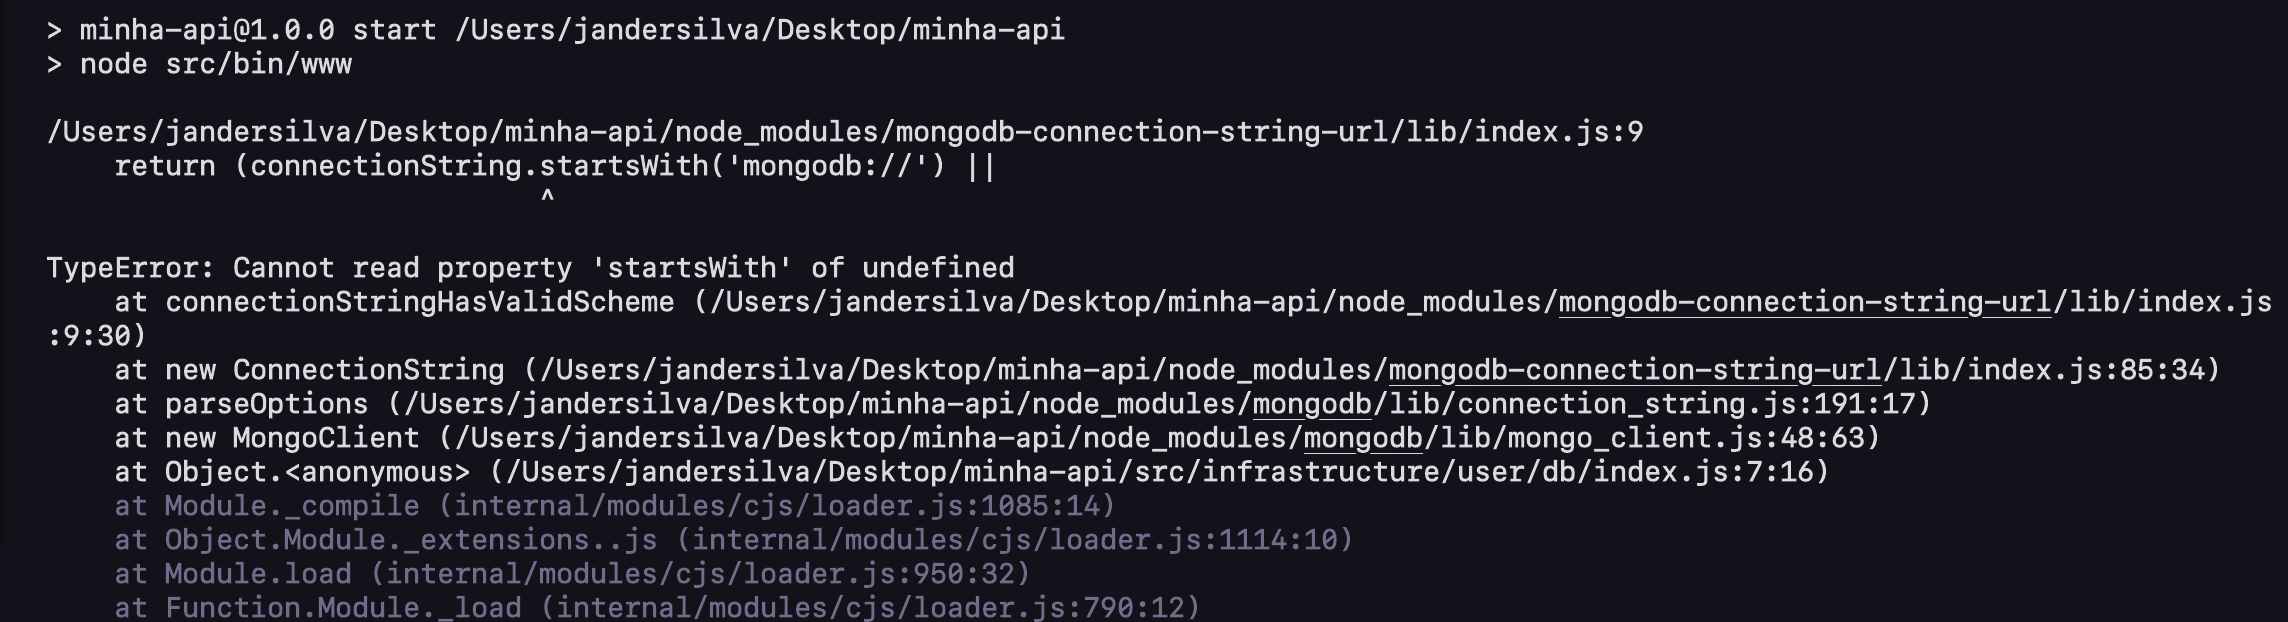 > minha-api@1.0.0 start /Users/jandersilva/Desktop/minha-api
> node src/bin/www
/Users/jandersilva/Desktop/minha-api/node_modules/mongodb-connection-string-url/lib/index.js:9
    return (connectionString.startsWith('mongodb://') ||
                             ^
TypeError: Cannot read property 'startsWith' of undefined
    at connectionStringHasValidScheme (/Users/jandersilva/Desktop/minha-api/node_modules/mongodb-connection-string-url/lib/index.js
:9:30)
    at new ConnectionString (/Users/jandersilva/Desktop/minha-api/node_modules/mongodb-connection-string-url/lib/index.js:85:34)
    at parseOptions (/Users/jandersilva/Desktop/minha-api/node_modules/mongodb/lib/connection_string.js:191:17)
    at new MongoClient (/Users/jandersilva/Desktop/minha-api/node_modules/mongodb/lib/mongo_client.js:48:63)
    at Object.<anonymous> (/Users/jandersilva/Desktop/minha-api/src/infrastructure/user/db/index.js:7:16)
    at Module._compile (internal/modules/cjs/loader.js:1085:14)
    at Object.Module._extensions..js (internal/modules/cjs/loader.js:1114:10)
    at Module.load (internal/modules/cjs/loader.js:950:32)
    at Function.Module._load (internal/modules/cjs/loader.js:790:12)